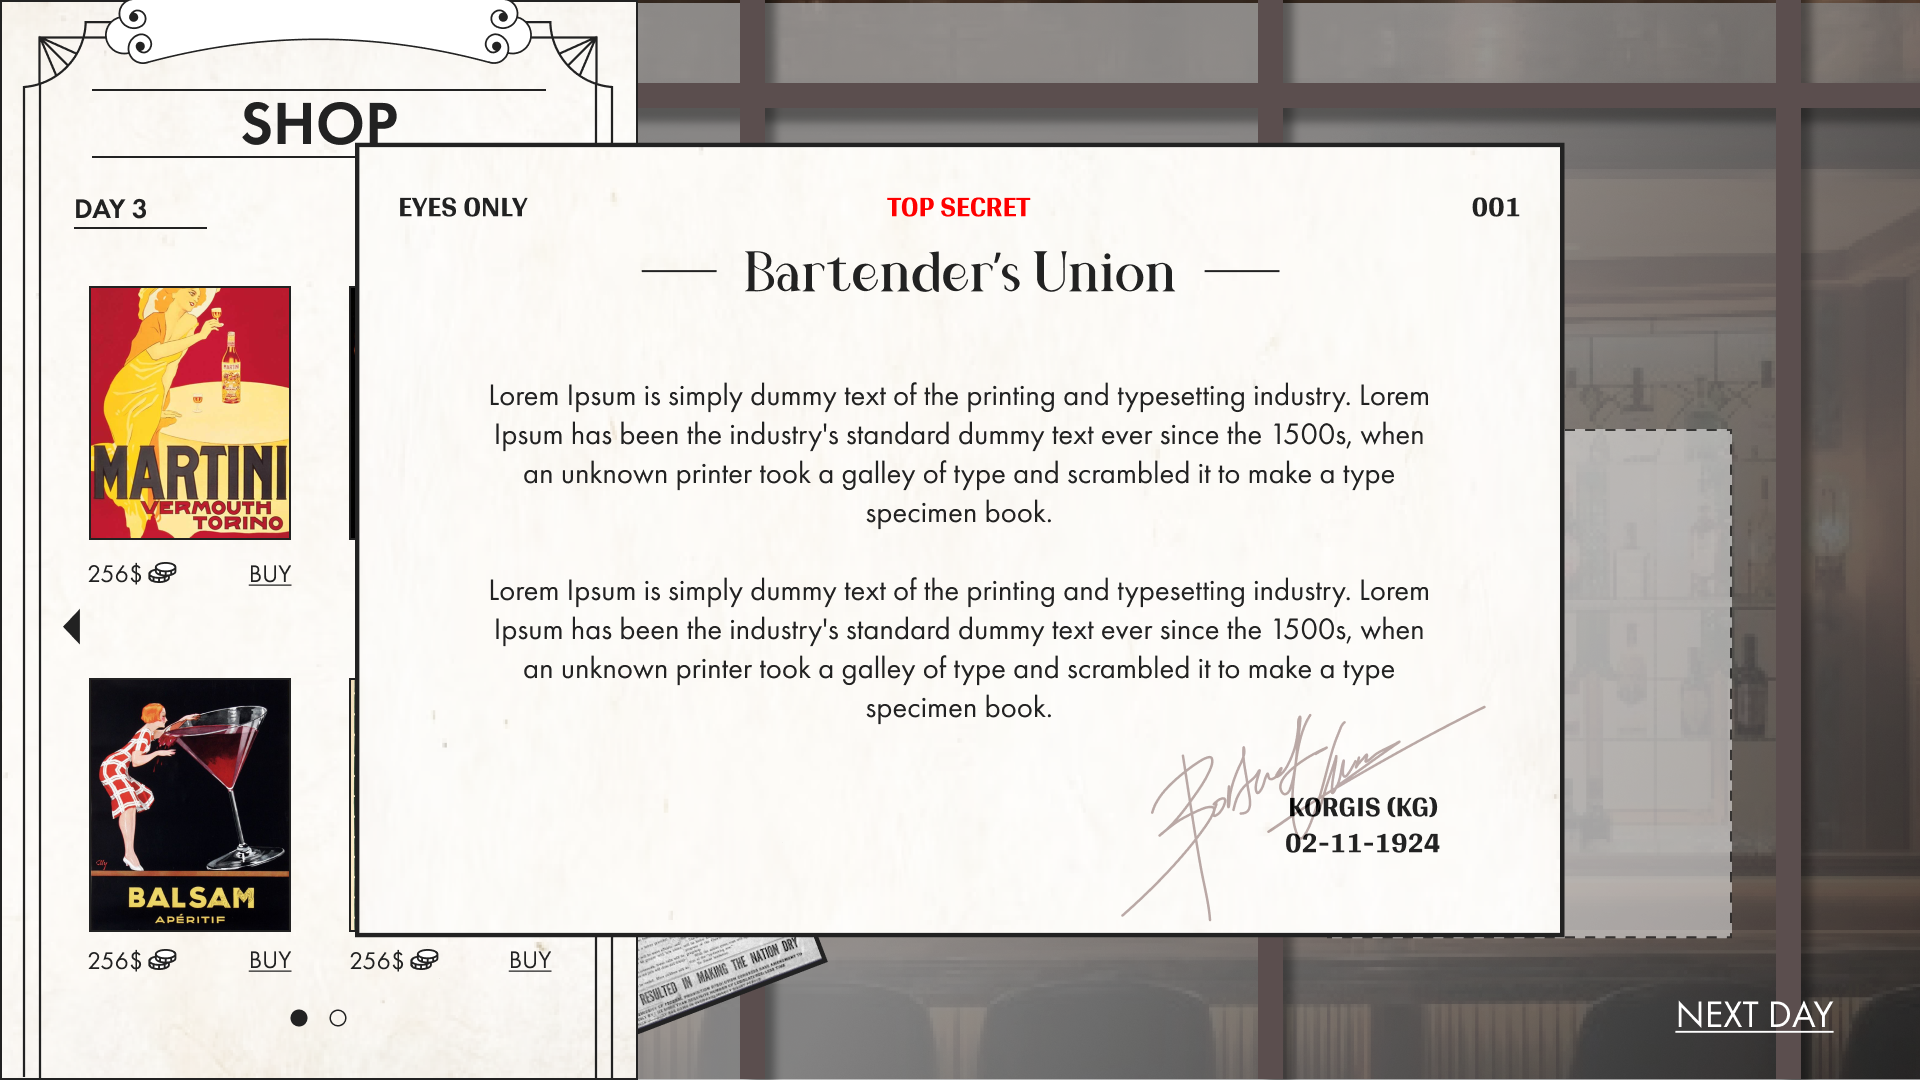 SHOP
DAY 3
MARTINI
VERMOUTH
TORINO
256$
BUY
BALSAM
APÉRITIF
256$
BUY
256$
BUY
EYES ONLY
TOP SECRET
001
Bartender's Union
Lorem Ipsum is simply dummy text of the printing and typesetting industry. Lorem
Ipsum has been the industry's standard dummy text ever since the 1500s, when
an unknown printer took a galley of type and scrambled it to make a type
specimen book.
Lorem Ipsum is simply dummy text of the printing and typesetting industry. Lorem
Ipsum has been the industry's standard dummy text ever since the 1500s, when
an unknown printer took a galley of type and scrambled it to make a type
specimen book.
KORGIS (KG)
02-11-1924
RESULTED IN MAKING THE NATION DRY
NEXT DAY